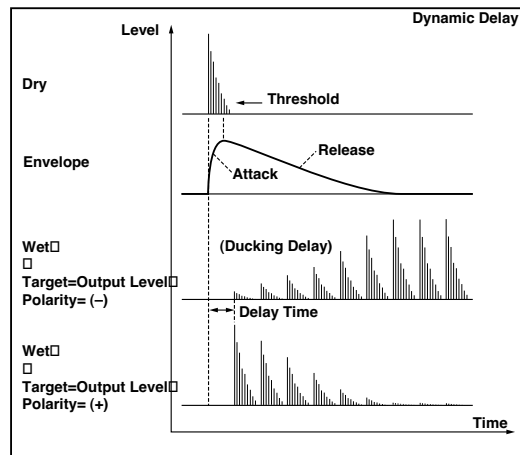 Dynamic Delay
Level
Dry
Threshold
Envelope
Release
Attack
Wet□
□
Target=Output Level□
Polarity= (–)
(Ducking Delay)
Delay Time
Wet□
□
Target=Output Level□
Polarity= (+)
Time